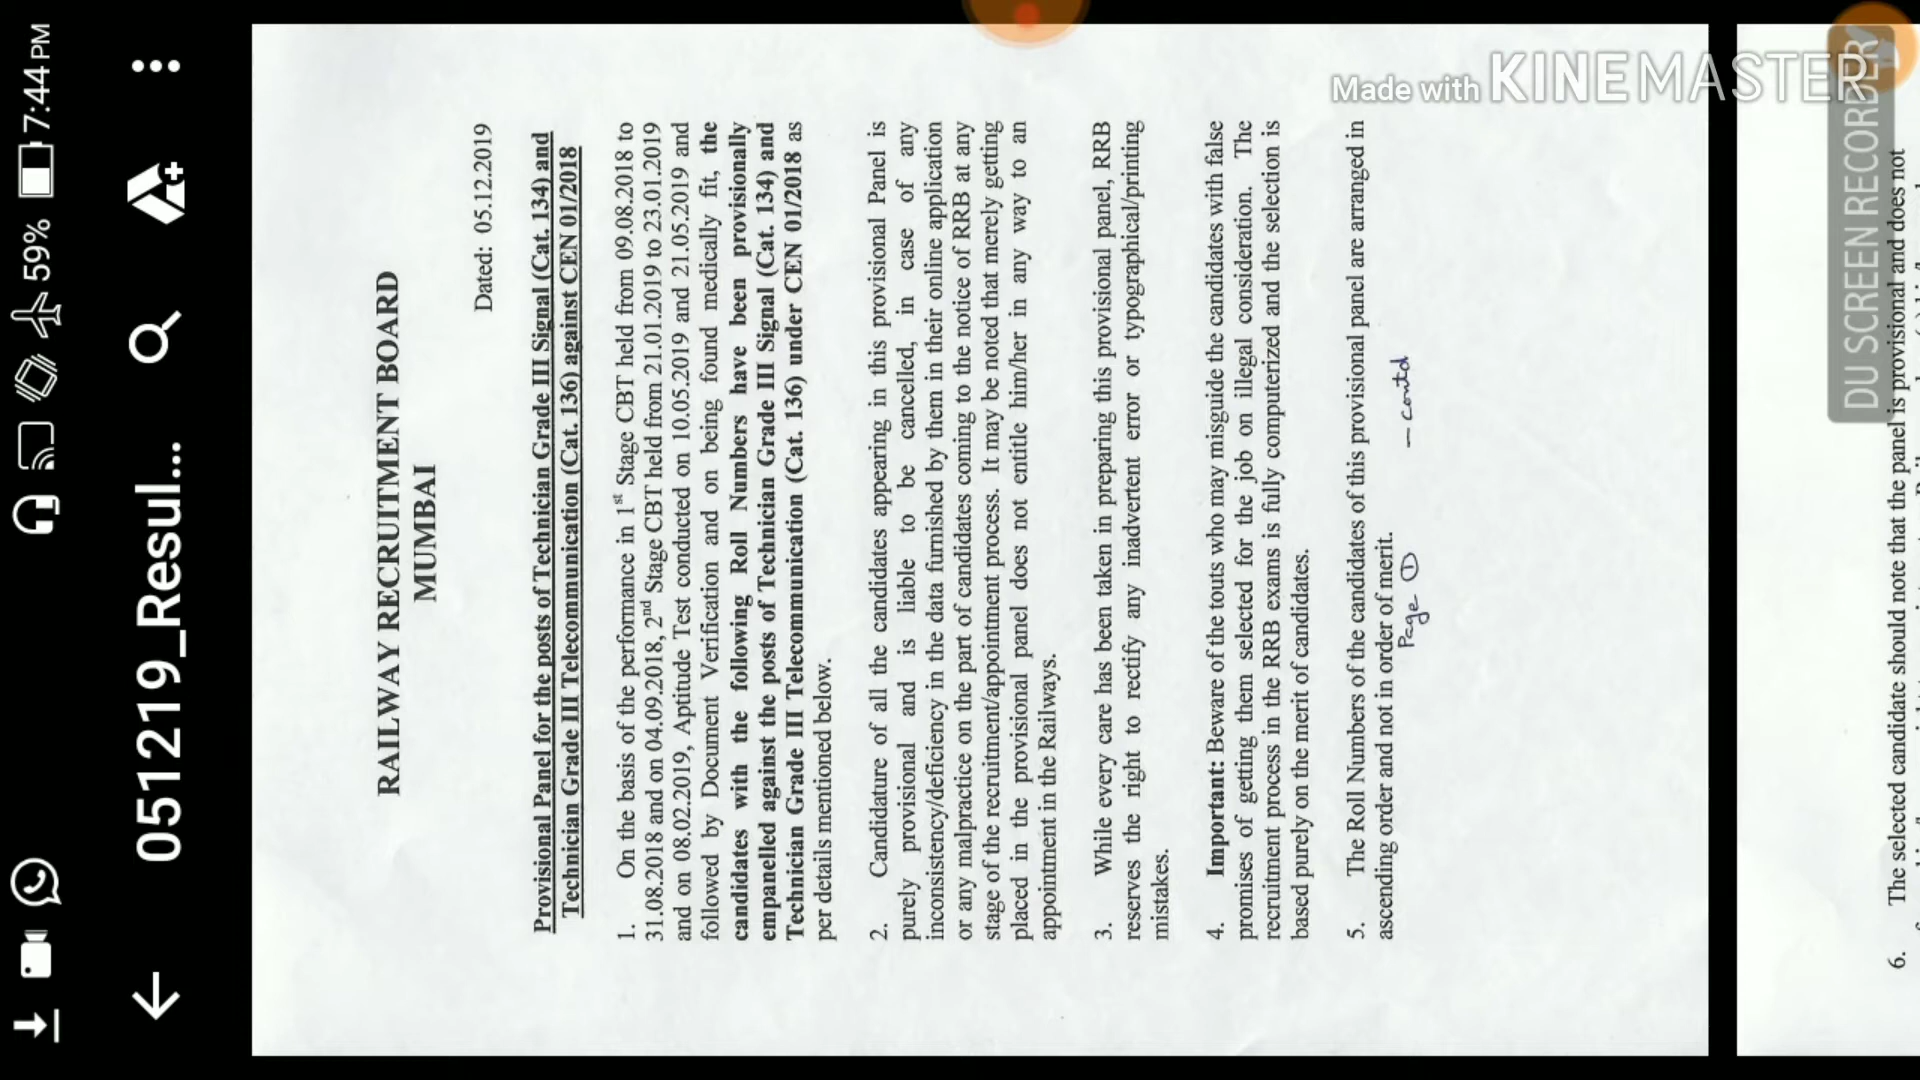 7:44 PM
59%
051219_Resul...
RAILWAY RECRUITMENT BOARD
MUMBAI
Dated: 05.12.2019
Provisional Panel for the posts of Technician Grade III Signal (Cat. 134) and
Technician Grade III Telecommunication (Cat. 136) against CEN 01/2018
1. On the basis of the performance in 1st Stage CBT held from 09.08.2018 to
31.08.2018 and on 04.09.2018, 2nd Stage CBT held from 21.01.2019 to 23.01.2019
and on 08.02.2019, Aptitude Test conducted on 10.05.2019 and 21.05.2019 and
followed by Document Verification and on being found medically fit, the
candidates with the following Roll Numbers have been provisionally
empanelled against the posts of Technician Grade III Signal (Cat. 134) and
Technician Grade III Telecommunication (Cat. 136) under CEN 01/2018 as
per details mentioned below.
2. Candidature of all the candidates appearing in this provisional Panel is
purely provisional and is liable to be cancelled, in case of any
inconsistency/deficiency in the data furnished by them in their online application
or any malpractice on the part of candidates coming to the notice of RRB at any
stage of the recruitment/appointment process. It may be noted that merely getting
placed in the provisional panel does not entitle him/her in any way to an
appointment in the Railways.
3. While every care has been taken in preparing this provisional panel, RRB
reserves the right to rectify any inadvertent error or typographical/printing
mistakes.
4. Important: Beware of the touts who may misguide the candidates with false
promises of getting them selected for the job on illegal consideration. The
recruitment process in the RRB exams is fully computerized and the selection is
based purely on the merit of candidates.
5. The Roll Numbers of the candidates of this provisional panel are arranged in
ascending order and not in order of merit.
Page 1 — contd
6. The selected candidate should note that the panel is provisional and does not
Made with KINEMASTER
DU SCREEN RECORDER